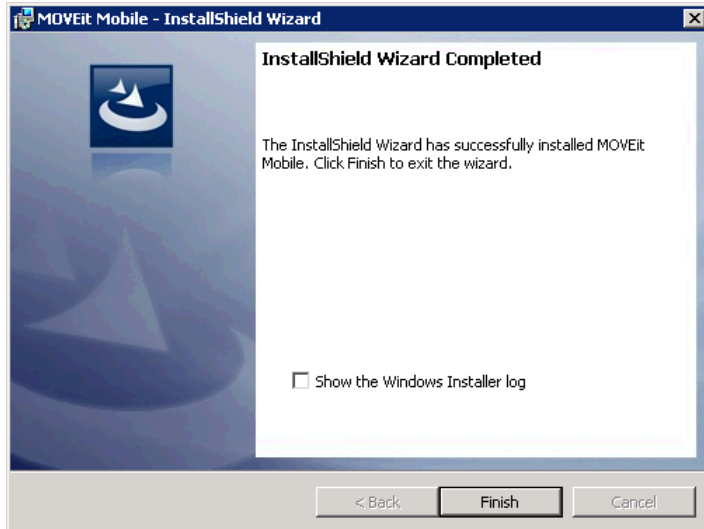 MOVEit Mobile - InstallShield Wizard
InstallShield Wizard Completed
The InstallShield Wizard has successfully installed MOVEit
Mobile. Click Finish to exit the wizard.
Show the Windows Installer log
< Back
Finish
Cancel